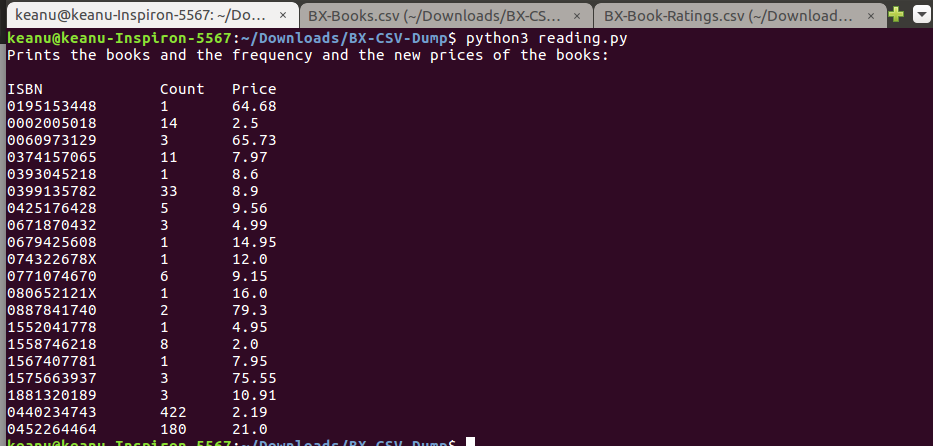 keanu@keanu-Inspiron-5567: ~/Do... × BX-Books.csv (~/Downloads/BX-CS... × BX-Book-Ratings.csv (~/Download... ×
keanu@keanu-Inspiron-5567:~/Downloads/BX-CSV-Dump$ python3 reading.py
Prints the books and the frequency and the new prices of the books:
ISBN Count Price
0195153448 1 64.68
0002005018 14 2.5
0060973129 3 65.73
0374157065 11 7.97
0393045218 1 8.6
0399135782 33 8.9
0425176428 5 9.56
0671870432 3 4.99
0679425608 1 14.95
074322678X 1 12.0
0771074670 6 9.15
080652121X 1 16.0
0887841740 2 79.3
1552041778 1 4.95
1558746218 8 2.0
1567407781 1 7.95
1575663937 3 75.55
1881320189 3 10.91
0440234743 422 2.19
0452264464 180 21.0
keanu@keanu-Inspiron-5567:~/Downloads/BX-CSV-Dump$